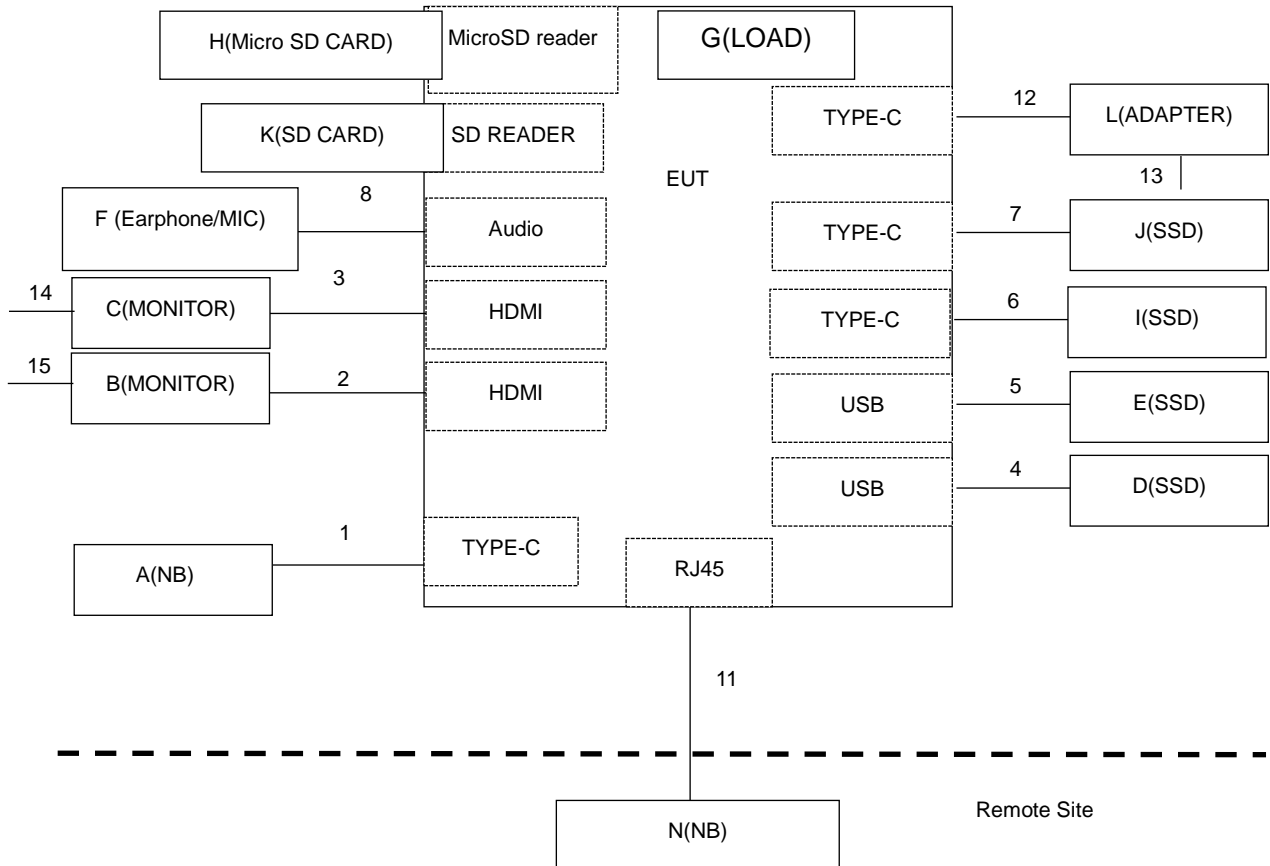 H(Micro SD CARD)
MicroSD reader
G(LOAD)
K(SD CARD)
SD READER
TYPE-C
12
L(ADAPTER)
EUT
13
F (Earphone/MIC)
8
Audio
TYPE-C
7
J(SSD)
14
C(MONITOR)
3
HDMI
TYPE-C
6
I(SSD)
15
B(MONITOR)
2
HDMI
USB
5
E(SSD)
USB
4
D(SSD)
A(NB)
1
TYPE-C
RJ45
11
Remote Site
N(NB)